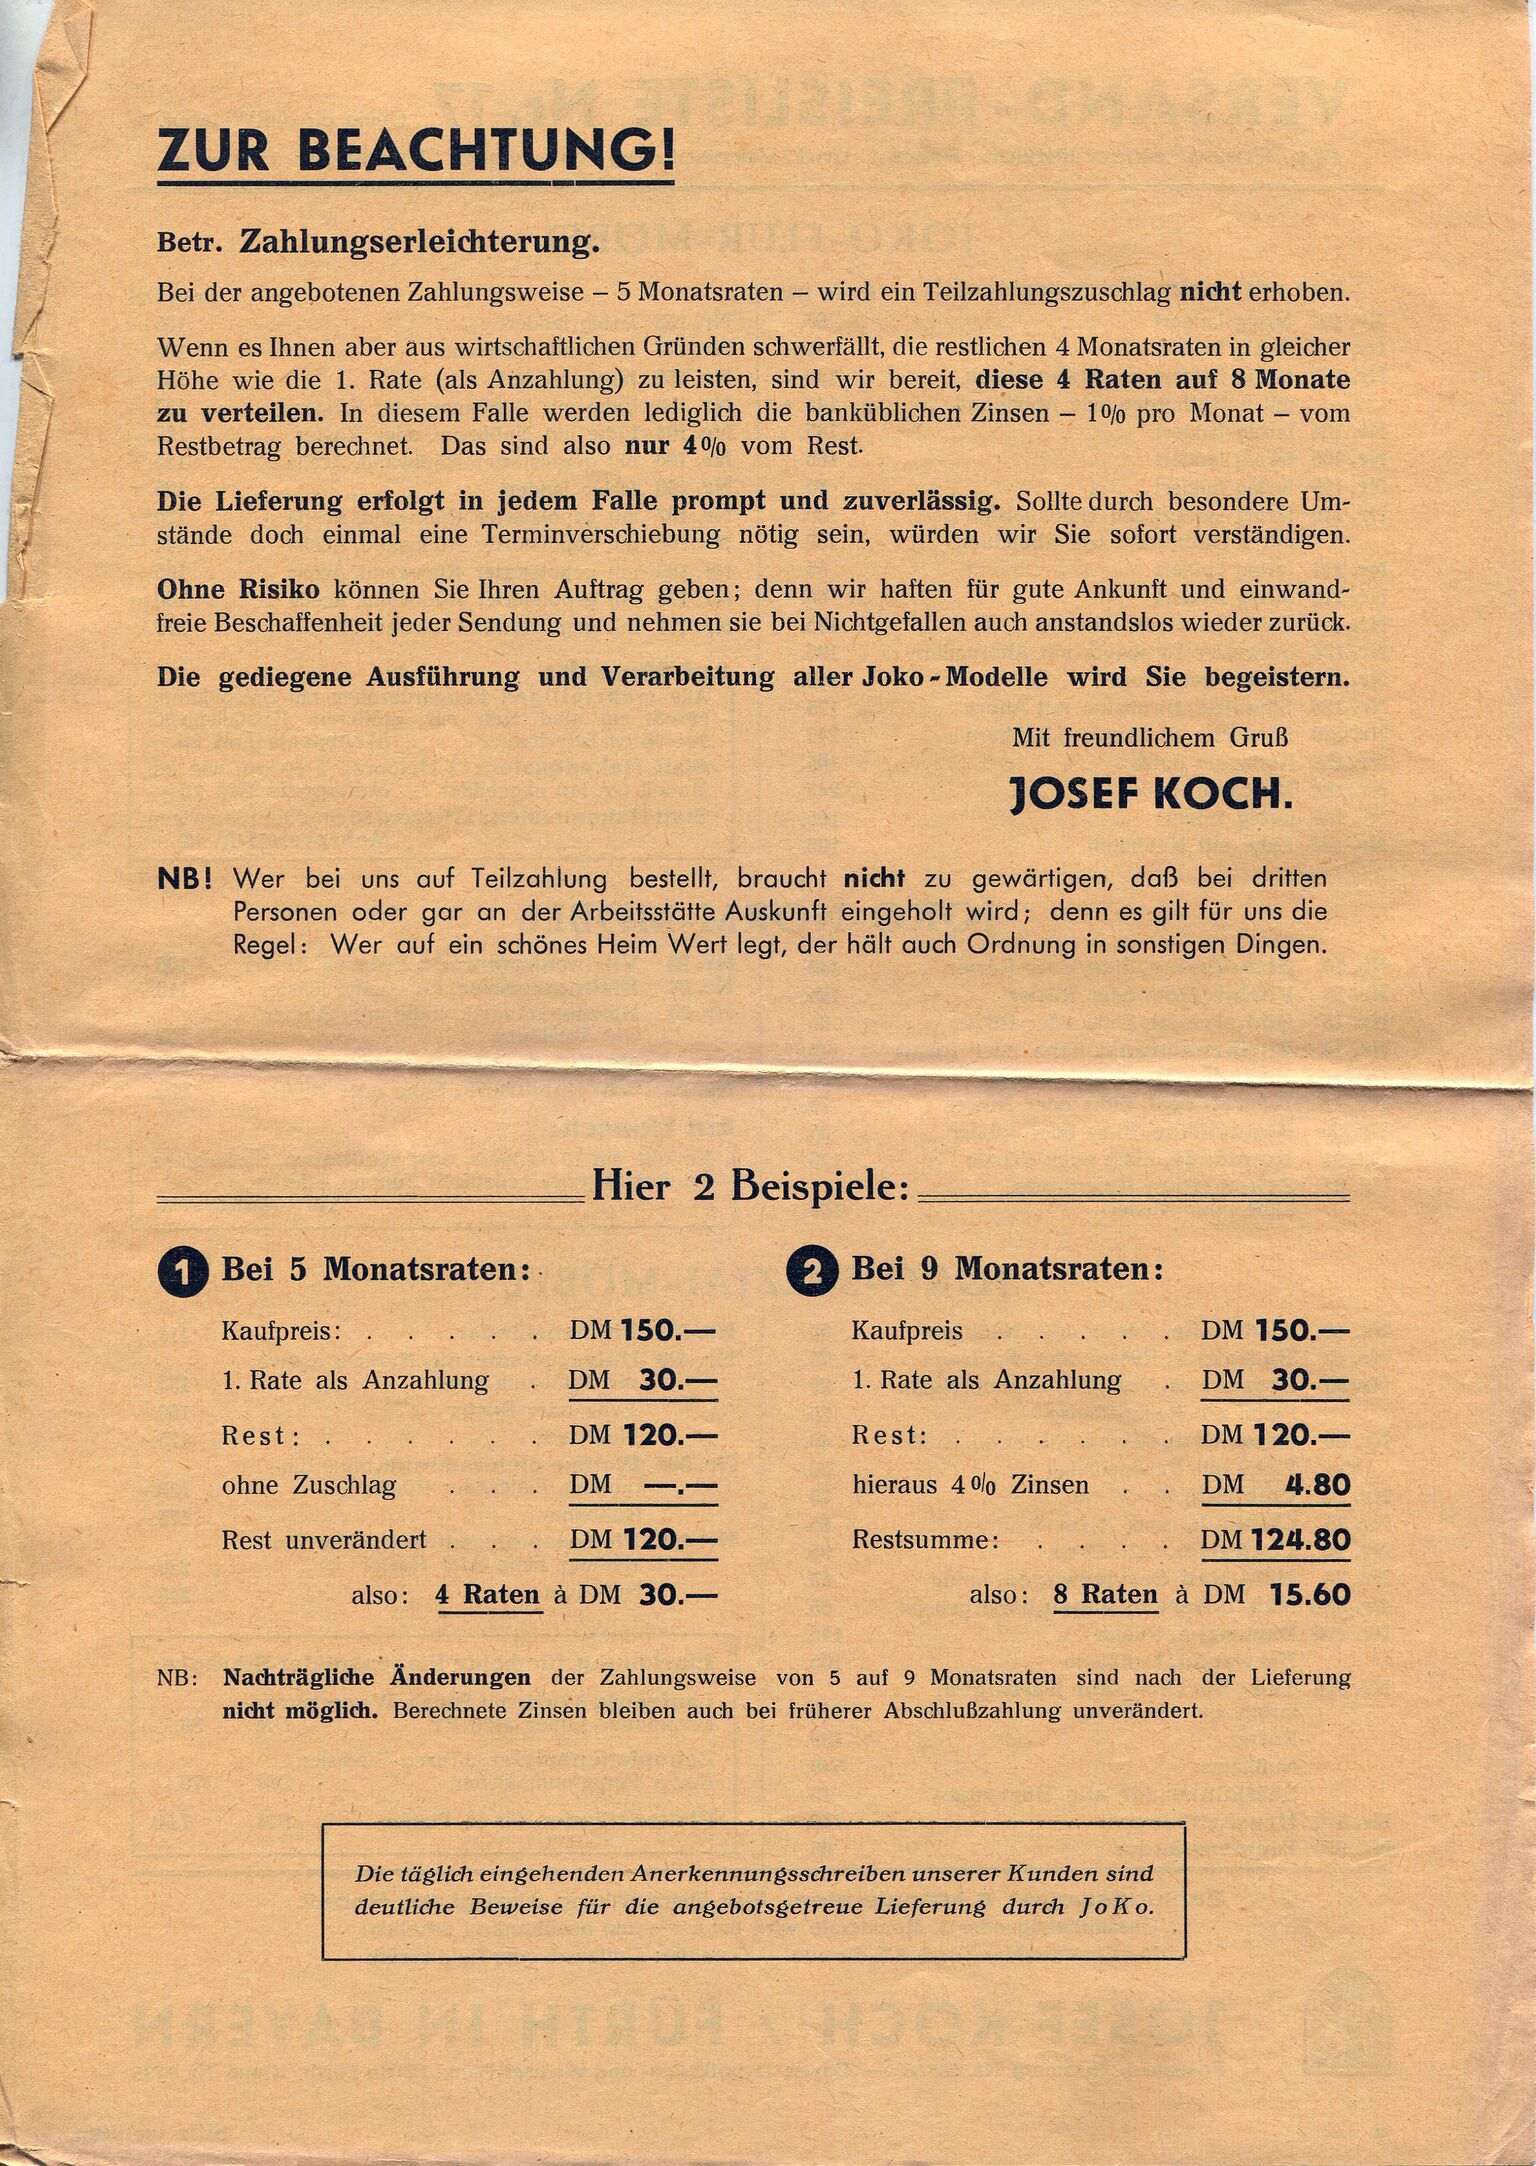 ZUR BEACHTUNG!
Betr. Zahlungserleichterung.
Bei der angebotenen Zahlungsweise – 5 Monatsraten – wird ein Teilzahlungszuschlag nicht erhoben.
Wenn es Ihnen aber aus wirtschaftlichen Gründen schwerfällt, die restlichen 4 Monatsraten in gleicher
Höhe wie die 1. Rate (als Anzahlung) zu leisten, sind wir bereit, diese 4 Raten auf 8 Monate
zu verteilen. In diesem Falle werden lediglich die banküblichen Zinsen – 1% pro Monat – vom
Restbetrag berechnet. Das sind also nur 4% vom Rest.
Die Lieferung erfolgt in jedem Falle prompt und zuverlässig. Sollte durch besondere Um-
stände doch einmal eine Terminverschiebung nötig sein, würden wir Sie sofort verständigen.
Ohne Risiko können Sie Ihren Auftrag geben; denn wir haften für gute Ankunft und einwand-
freie Beschaffenheit jeder Sendung und nehmen sie bei Nichtgefallen auch anstandslos wieder zurück.
Die gediegene Ausführung und Verarbeitung aller Joko-Modelle wird Sie begeistern.
Mit freundlichem Gruß
JOSEF KOCH.
NB! Wer bei uns auf Teilzahlung bestellt, braucht nicht zu gewärtigen, daß bei dritten
Personen oder gar an der Arbeitsstätte Auskunft eingeholt wird; denn es gilt für uns die
Regel: Wer auf ein schönes Heim Wert legt, der hält auch Ordnung in sonstigen Dingen.
Hier 2 Beispiele:
1 Bei 5 Monatsraten:
Kaufpreis: . . . . . DM 150.—
1. Rate als Anzahlung . DM 30.—
Rest: . . . . . . DM 120.—
ohne Zuschlag . . . DM —.—
Rest unverändert . . . DM 120.—
also: 4 Raten à DM 30.—
2 Bei 9 Monatsraten:
Kaufpreis . . . . . DM 150.—
1. Rate als Anzahlung . DM 30.—
Rest: . . . . . . DM 120.—
hieraus 4% Zinsen . . DM 4.80
Restsumme: . . . . DM 124.80
also: 8 Raten à DM 15.60
NB: Nachträgliche Änderungen der Zahlungsweise von 5 auf 9 Monatsraten sind nach der Lieferung
nicht möglich. Berechnete Zinsen bleiben auch bei früherer Abschlußzahlung unverändert.
Die täglich eingehenden Anerkennungsschreiben unserer Kunden sind
deutliche Beweise für die angebotsgetreue Lieferung durch JoKo.